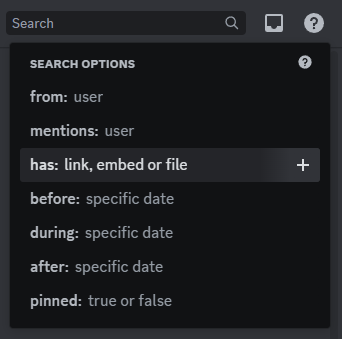 Search
SEARCH OPTIONS
from: user
mentions: user
has: link, embed or file
before: specific date
during: specific date
after: specific date
pinned: true or false